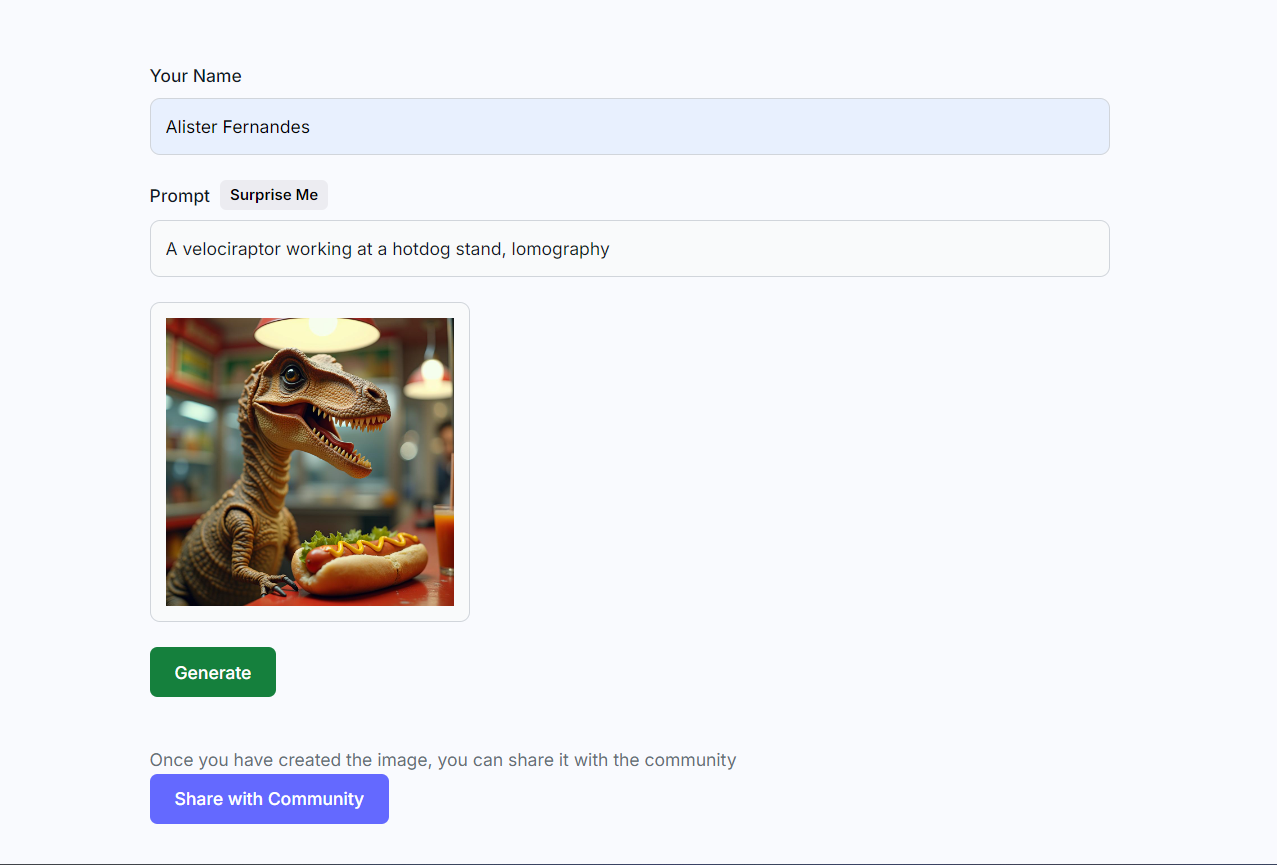 Your Name
Alister Fernandes
Prompt Surprise Me
A velociraptor working at a hotdog stand, lomography
Generate
Once you have created the image, you can share it with the community
Share with Community